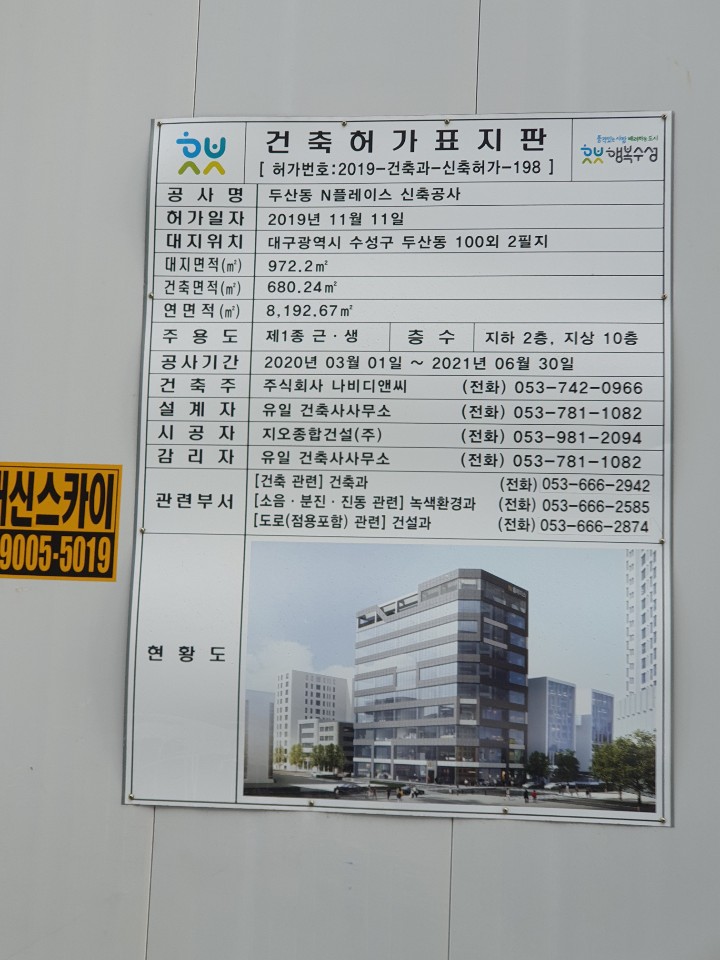 건축허가표지판
[ 허가번호:2019-건축과-신축허가-198 ]
행복수성
공사명 두산동 N플레이스 신축공사
허가일자 2019년 11월 11일
대지위치 대구광역시 수성구 두산동 100외 2필지
대지면적(㎡) 972.2㎡
건축면적(㎡) 680.24㎡
연면적(㎡) 8,192.67㎡
주용도 제1종 근·생 층수 지하 2층, 지상 10층
공사기간 2020년 03월 01일 ~ 2021년 06월 30일
건축주 주식회사 나비디앤씨 (전화) 053-742-0966
설계자 유일 건축사사무소 (전화) 053-781-1082
시공자 지오종합건설(주) (전화) 053-981-2094
감리자 유일 건축사사무소 (전화) 053-781-1082
관련부서
[건축 관련] 건축과 (전화) 053-666-2942
[소음·분진·진동 관련] 녹색환경과 (전화) 053-666-2585
[도로(점용포함) 관련] 건설과 (전화) 053-666-2874
현황도
신스카이
9005-5019